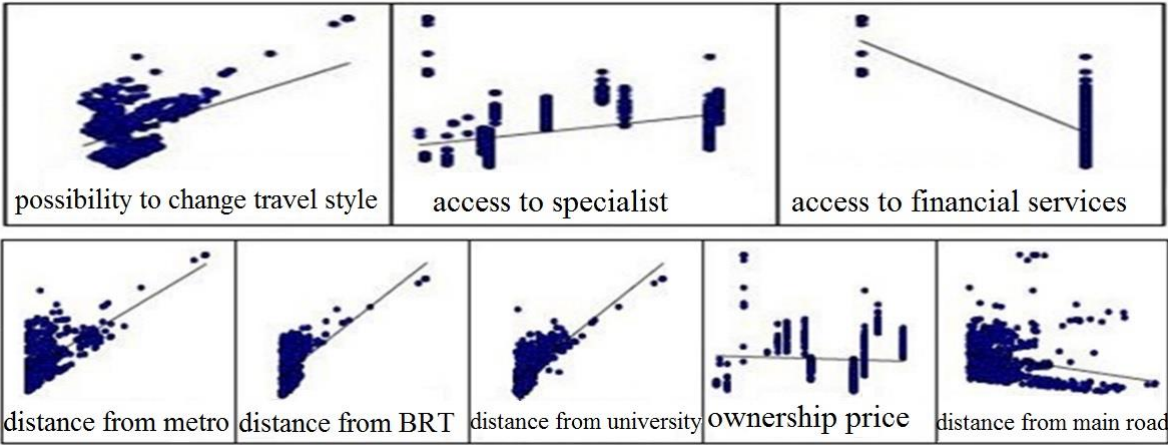 possibility to change travel style
access to specialist
access to financial services
distance from metro
distance from BRT
distance from university
ownership price
distance from main road